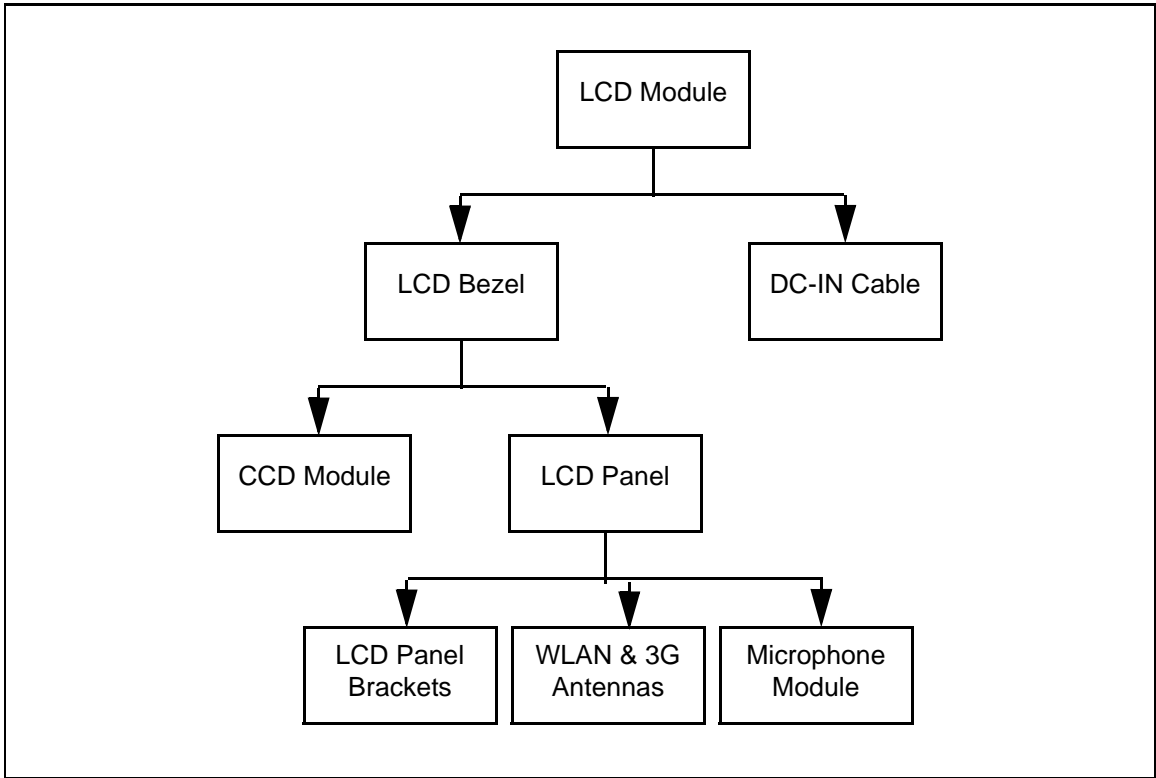 LCD Module
LCD Bezel
DC-IN Cable
CCD Module
LCD Panel
LCD Panel
Brackets
WLAN & 3G
Antennas
Microphone
Module